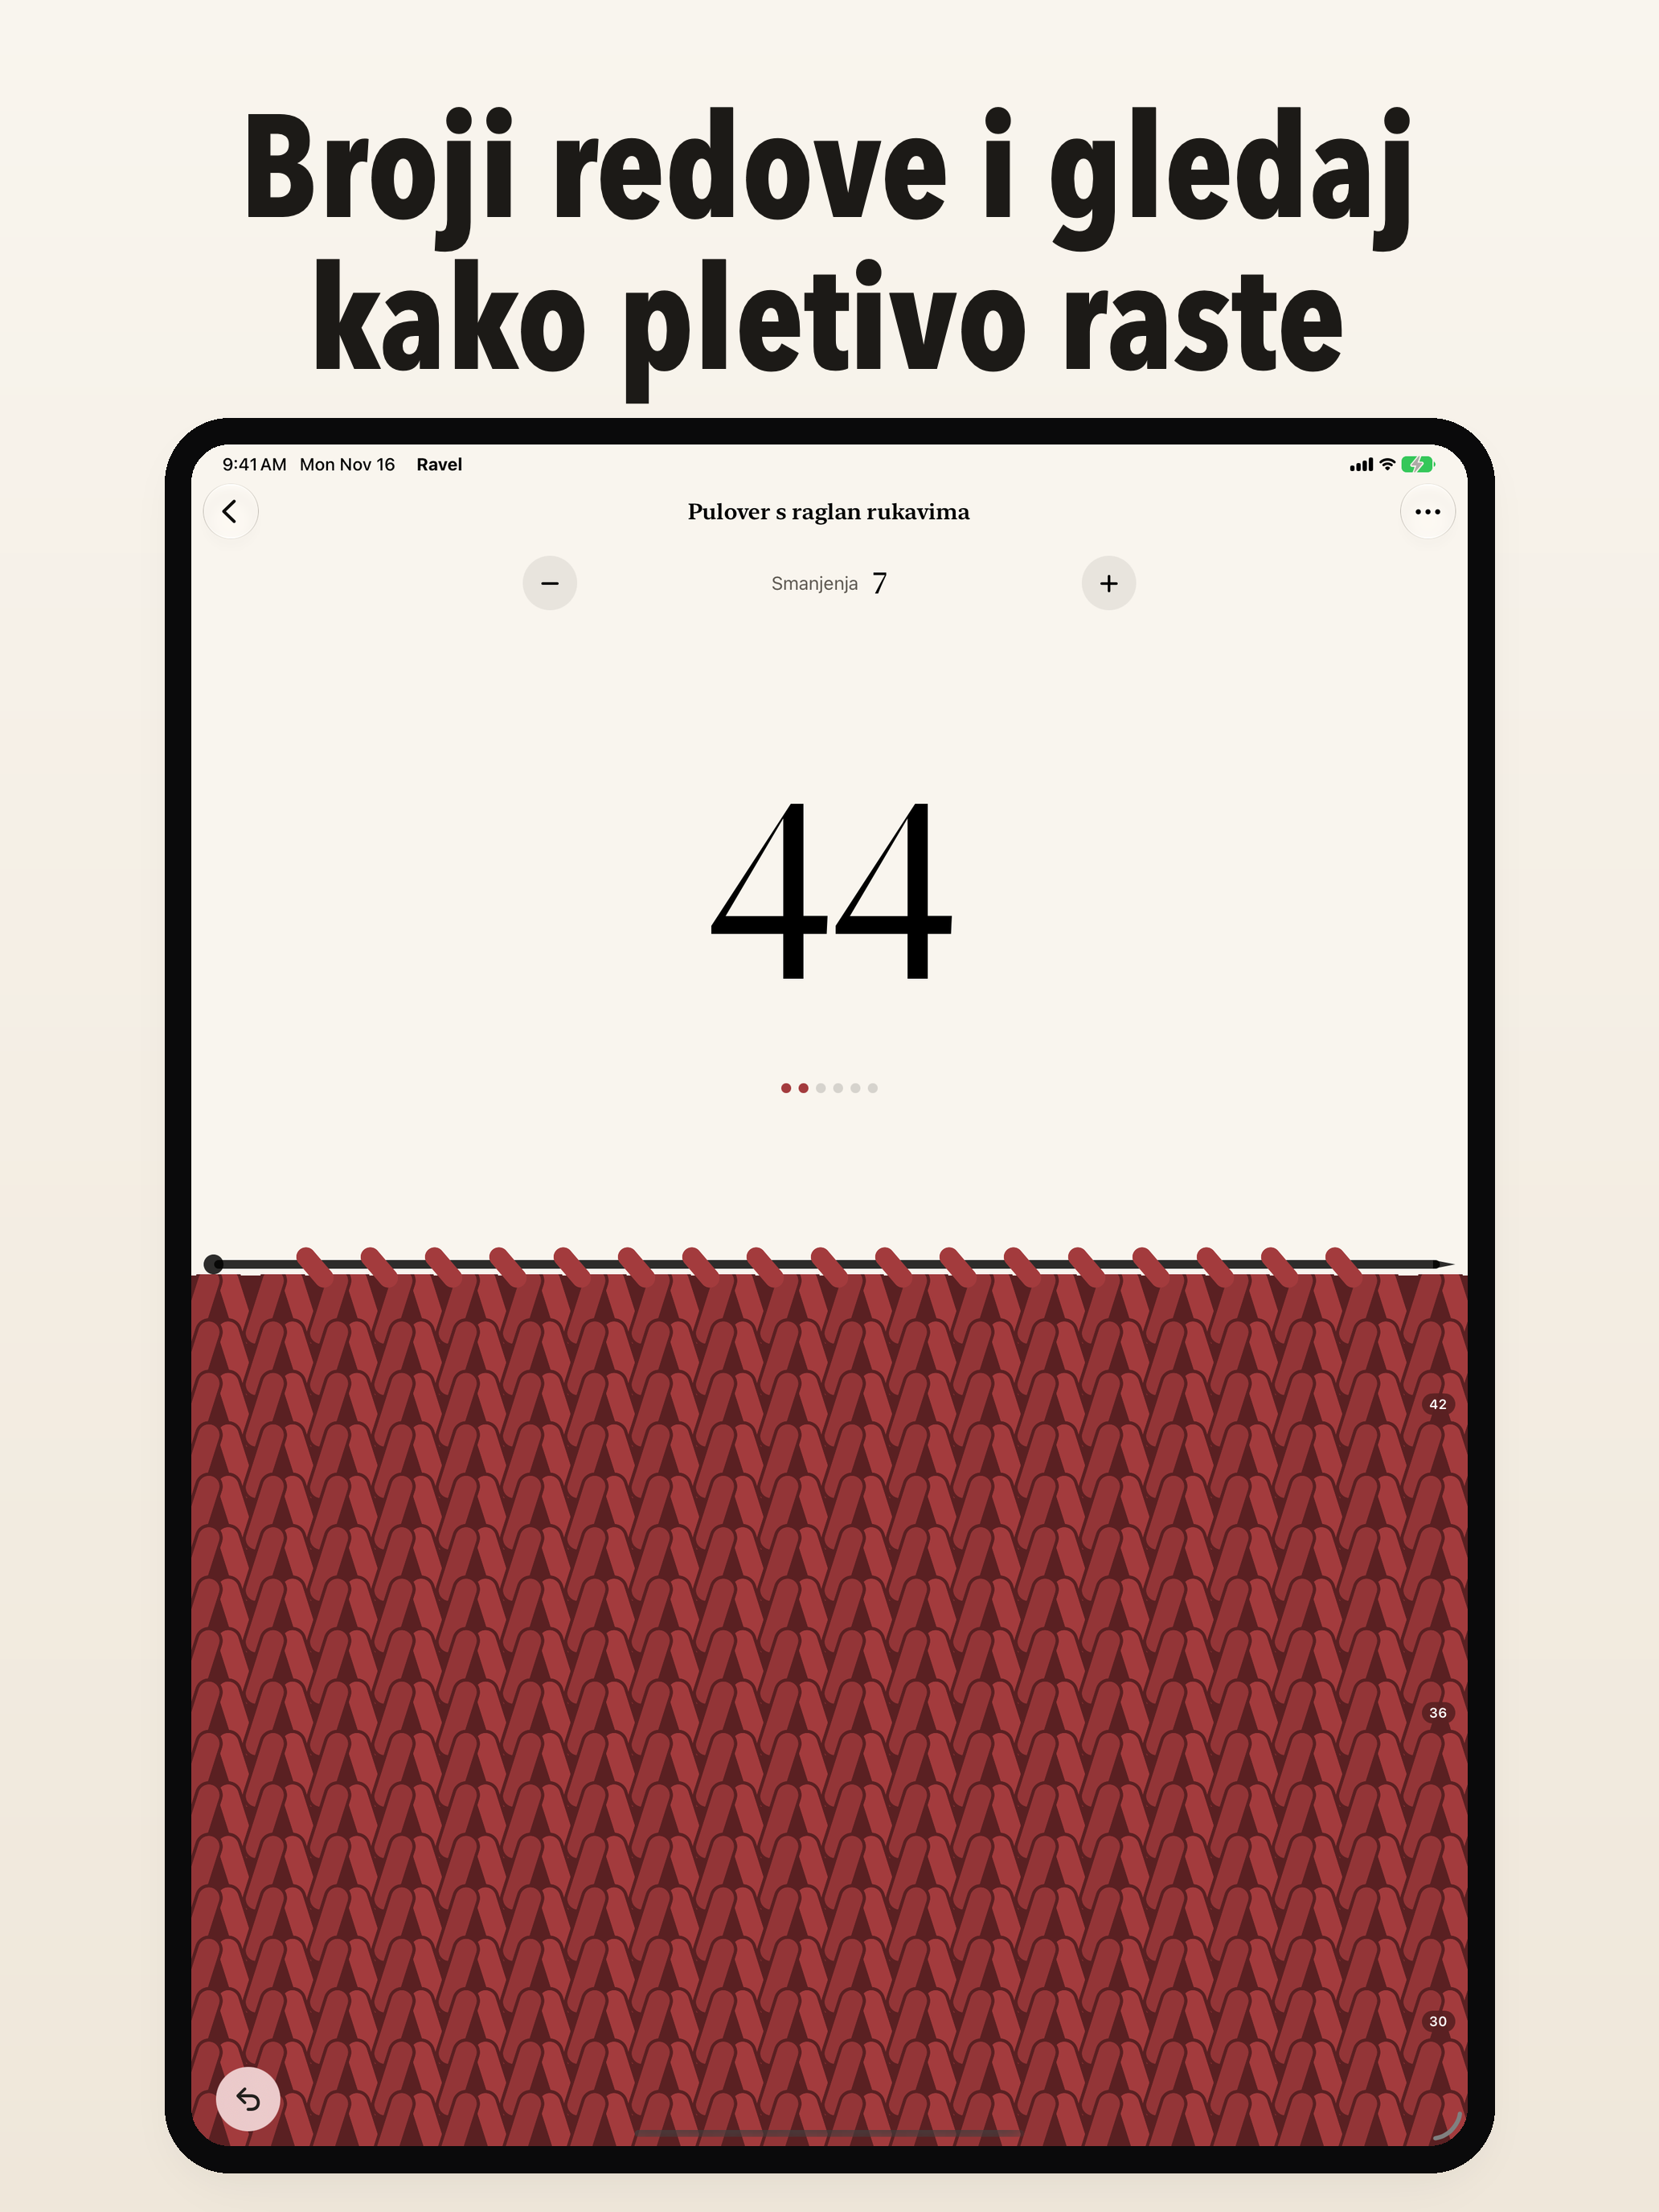 Broji redove i gledaj
kako pletivo raste
9:41 AM Mon Nov 16 Ravel
Pulover s raglan rukavima
Smanjenja 7
44
42
36
30